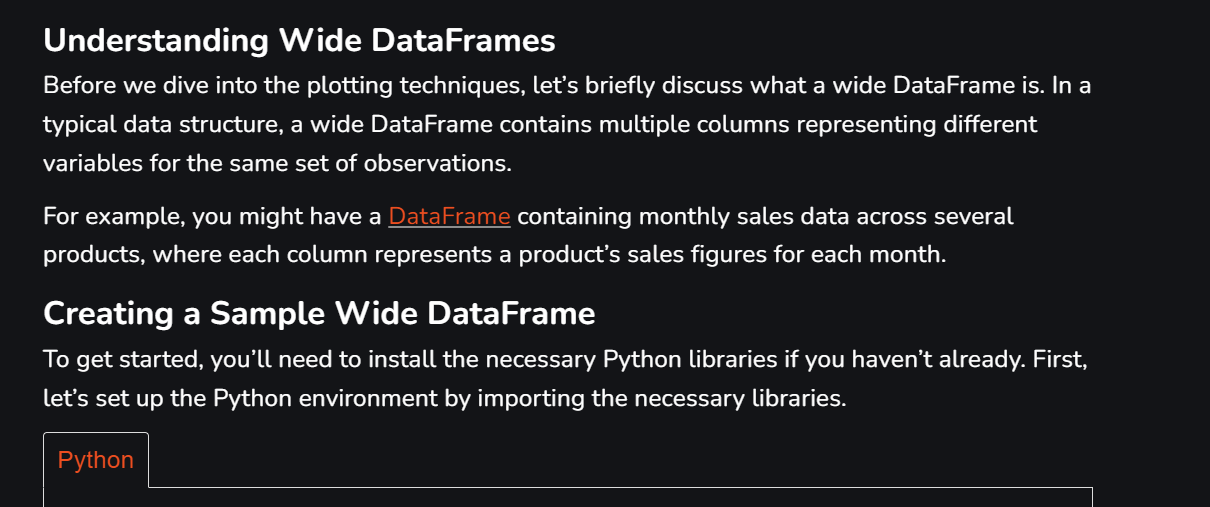 Understanding Wide DataFrames
Before we dive into the plotting techniques, let’s briefly discuss what a wide DataFrame is. In a
typical data structure, a wide DataFrame contains multiple columns representing different
variables for the same set of observations.
For example, you might have a DataFrame containing monthly sales data across several
products, where each column represents a product’s sales figures for each month.
Creating a Sample Wide DataFrame
To get started, you’ll need to install the necessary Python libraries if you haven’t already. First,
let’s set up the Python environment by importing the necessary libraries.
Python